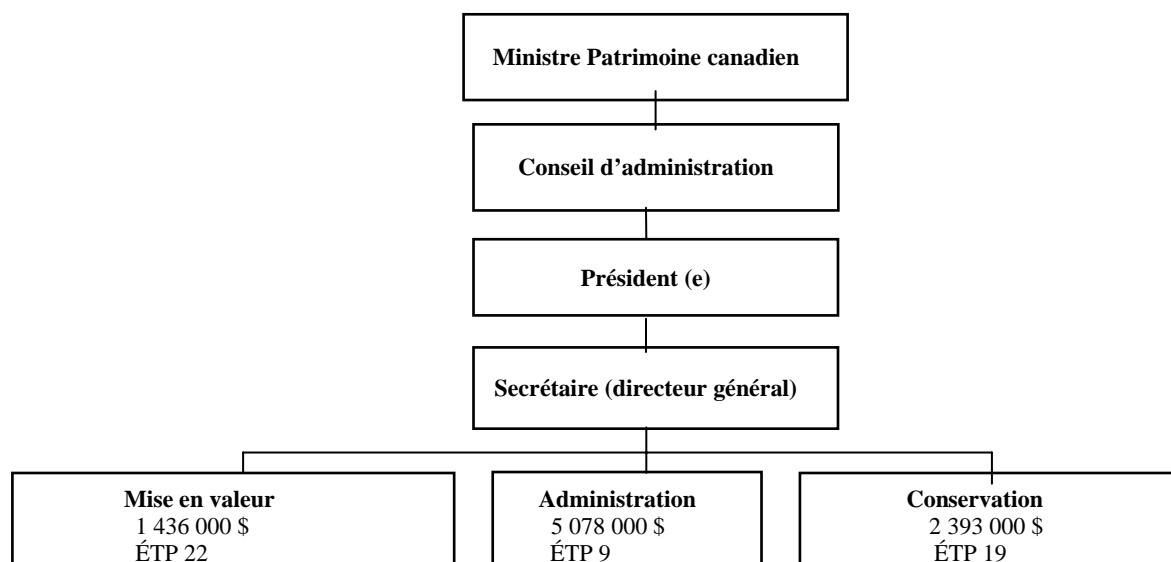 Ministre Patrimoine canadien
Conseil d’administration
Président (e)
Secrétaire (directeur général)
Mise en valeur
1 436 000 $
ÉTP 22
Administration
5 078 000 $
ÉTP 9
Conservation
2 393 000 $
ÉTP 19